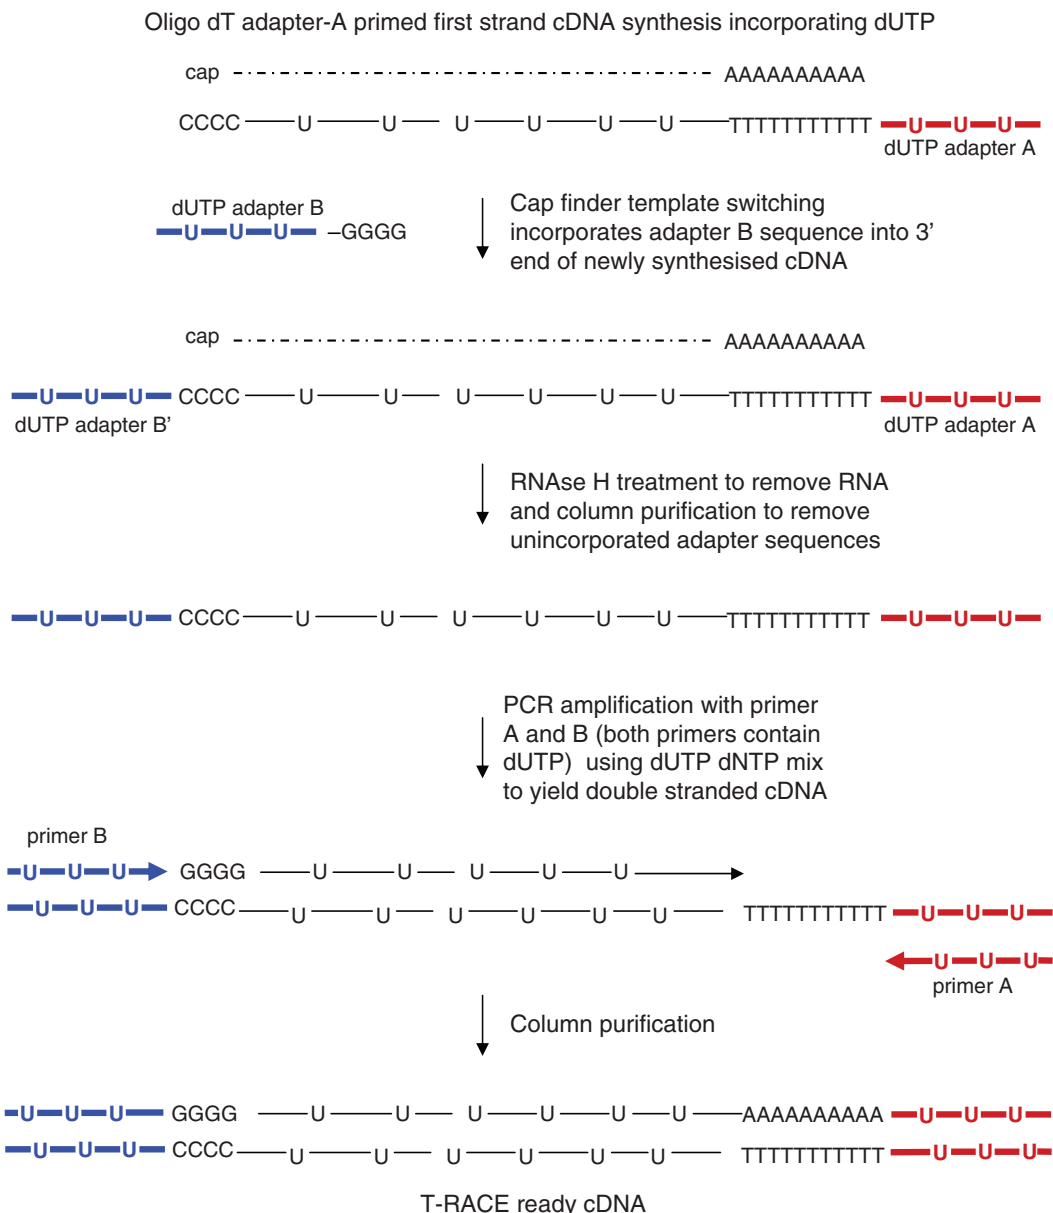 Oligo dT adapter-A primed first strand cDNA synthesis incorporating dUTP
cap AAAAAAAAAA
CCCC U U U U U U TTTTTTTTTTT U U U
dUTP adapter A
dUTP adapter B
U U U –GGGG
Cap finder template switching
incorporates adapter B sequence into 3’
end of newly synthesised cDNA
cap AAAAAAAAAA
U U U CCCC U U U U U U TTTTTTTTTTT U U U
dUTP adapter B’
dUTP adapter A
RNAse H treatment to remove RNA
and column purification to remove
unincorporated adapter sequences
U U U CCCC U U U U U U TTTTTTTTTTT U U U
PCR amplification with primer
A and B (both primers contain
dUTP) using dUTP dNTP mix
to yield double stranded cDNA
primer B
U U U GGGG U U U U U
U U U CCCC U U U U U U TTTTTTTTTTT U U U
U U U
primer A
Column purification
U U U GGGG U U U U U U AAAAAAAAAA U U U
U U U CCCC U U U U U U TTTTTTTTTTT U U U
T-RACE ready cDNA